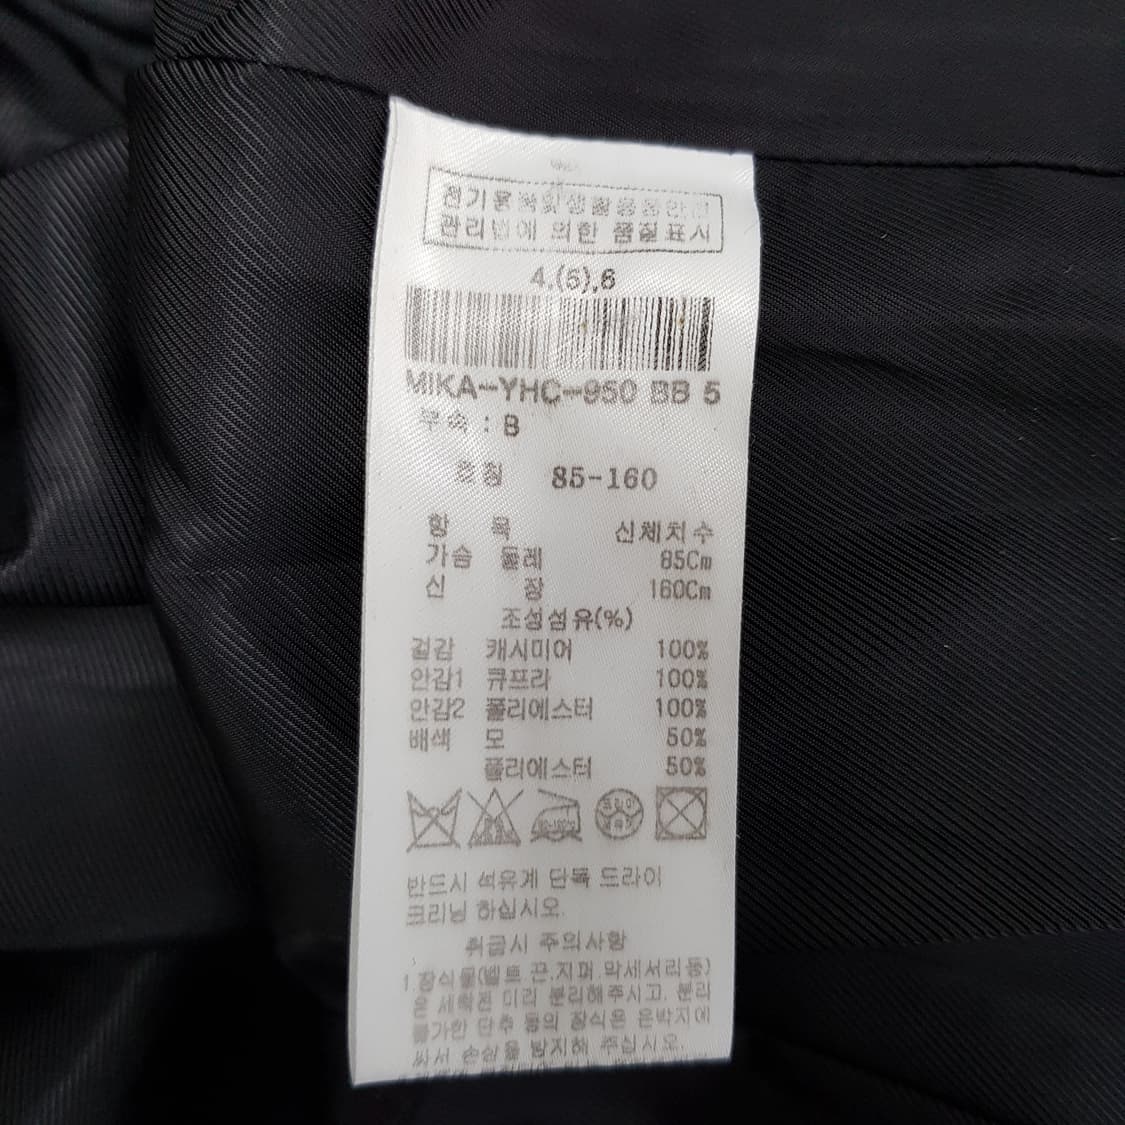 전기용품및생활용품안전
관리법에 의한 품질표시
4,(5),6
MIKA-YHC-950 BB 5
부속 : B
호칭 85-160
항 목 신체치수
가슴 둘레 85Cm
신 장 160Cm
조성섬유(%)
겉감 캐시미어 100%
안감1 큐프라 100%
안감2 폴리에스터 100%
배색 모 50%
폴리에스터 50%
드라이
반드시 석유계 단독 드라이
크리닝 하십시오.
취급시 주의사항
1.장식물(벨트 끈,지퍼,악세서리등)
은 세탁전 미리 분리해주시고, 분리
불가한 단추 등의 장식은 은박지에
싸서 손상을 방지해 주십시오.